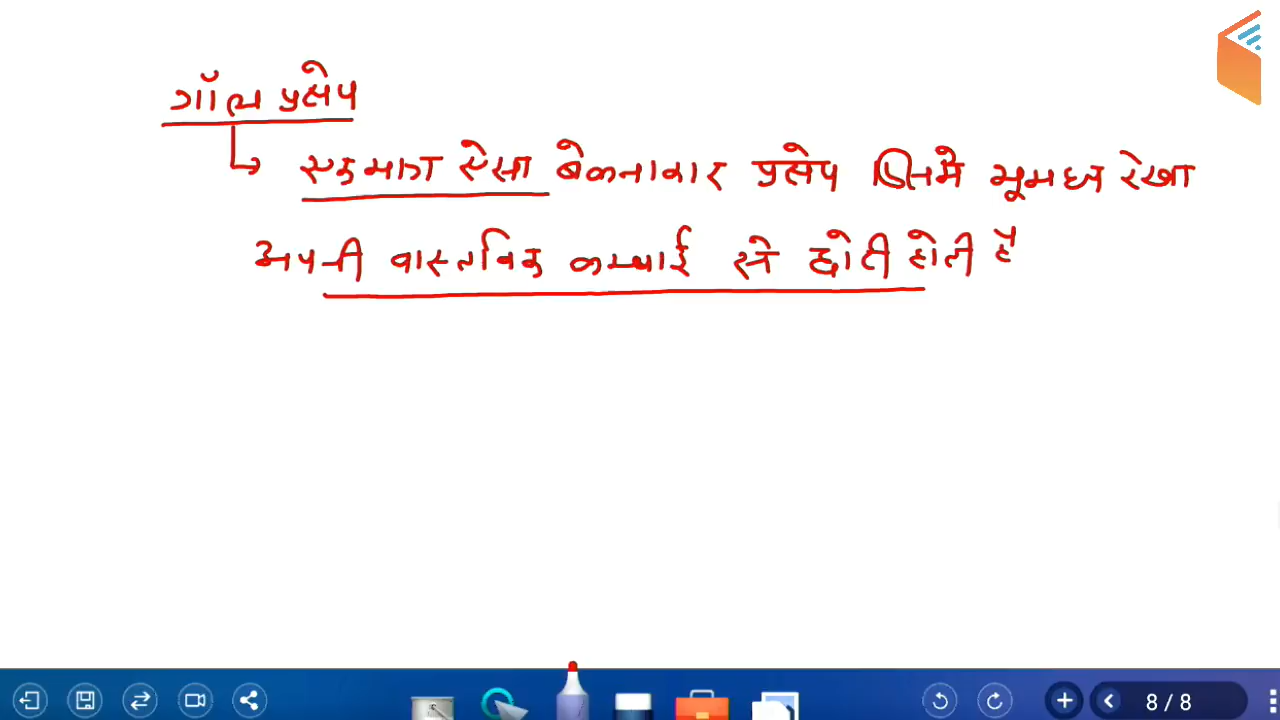 गॉल प्रक्षेप
एकमात्र ऐसा बेलनाकार प्रक्षेप जिसमें भूमध्य रेखा
अपनी वास्तविक लम्बाई से छोटी होती है
8 / 8